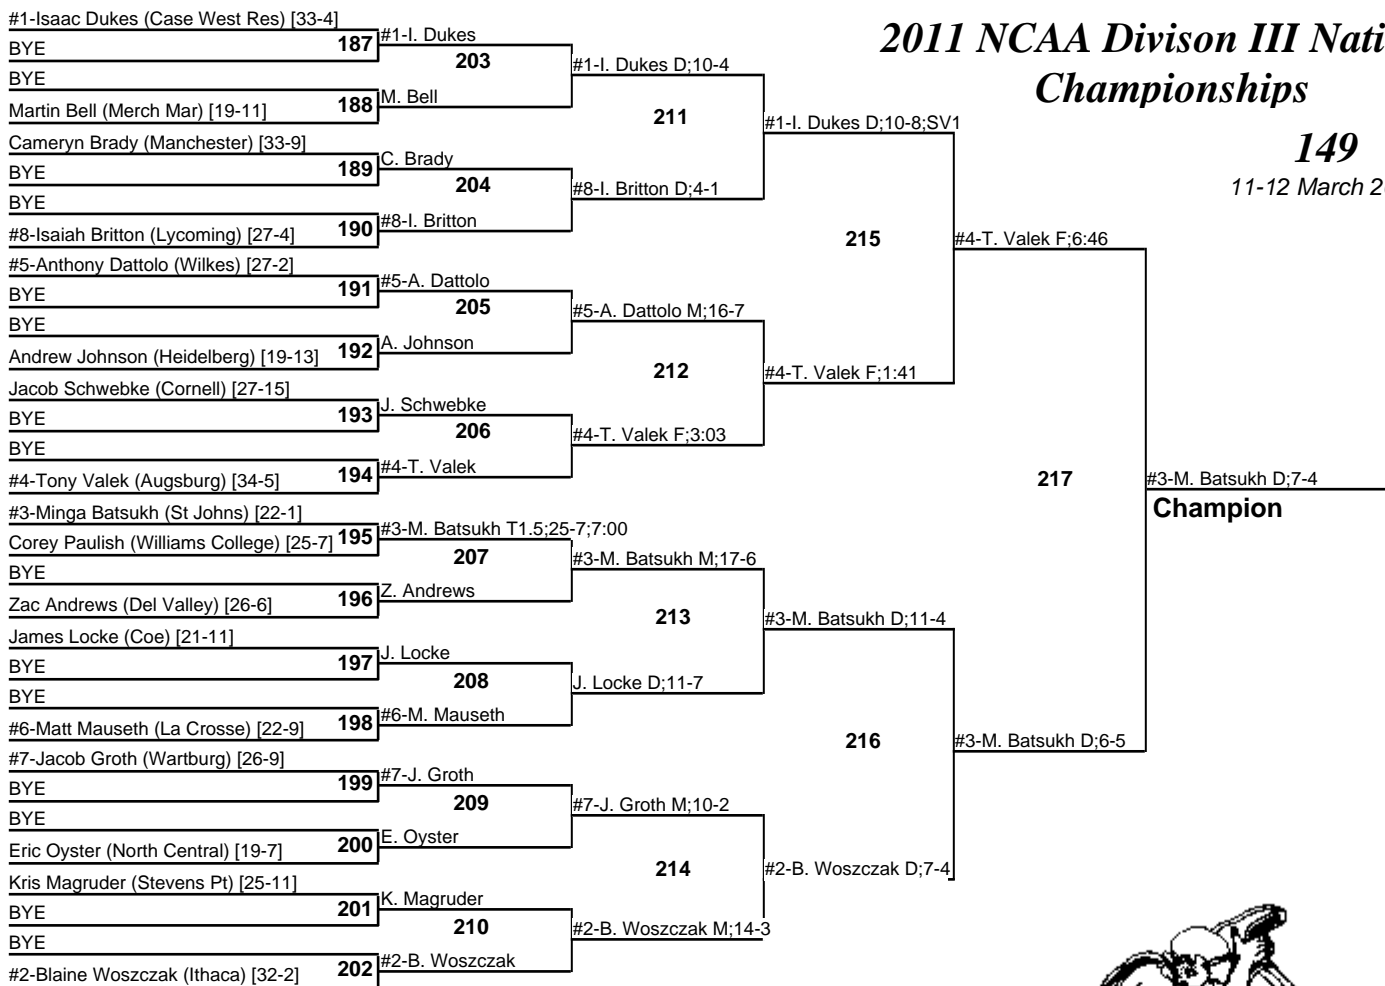 2011 NCAA Divison III Nati
Championships
149
11-12 March 2
#1-Isaac Dukes (Case West Res) [33-4]
BYE
187
BYE
Martin Bell (Merch Mar) [19-11]
188
Cameryn Brady (Manchester) [33-9]
BYE
189
BYE
#8-Isaiah Britton (Lycoming) [27-4]
190
#5-Anthony Dattolo (Wilkes) [27-2]
BYE
191
BYE
Andrew Johnson (Heidelberg) [19-13]
192
Jacob Schwebke (Cornell) [27-15]
BYE
193
BYE
#4-Tony Valek (Augsburg) [34-5]
194
#3-Minga Batsukh (St Johns) [22-1]
Corey Paulish (Williams College) [25-7]
195
BYE
Zac Andrews (Del Valley) [26-6]
196
James Locke (Coe) [21-11]
BYE
197
BYE
#6-Matt Mauseth (La Crosse) [22-9]
198
#7-Jacob Groth (Wartburg) [26-9]
BYE
199
BYE
Eric Oyster (North Central) [19-7]
200
Kris Magruder (Stevens Pt) [25-11]
BYE
201
BYE
#2-Blaine Woszczak (Ithaca) [32-2]
202
#1-I. Dukes
203
M. Bell
C. Brady
204
#8-I. Britton
#5-A. Dattolo
205
A. Johnson
J. Schwebke
206
#4-T. Valek
#3-M. Batsukh T1.5;25-7;7:00
207
Z. Andrews
J. Locke
208
#6-M. Mauseth
#7-J. Groth
209
E. Oyster
K. Magruder
210
#2-B. Woszczak
#1-I. Dukes D;10-4
211
#8-I. Britton D;4-1
#5-A. Dattolo M;16-7
212
#4-T. Valek F;3:03
#3-M. Batsukh M;17-6
213
J. Locke D;11-7
#7-J. Groth M;10-2
214
#2-B. Woszczak M;14-3
#1-I. Dukes D;10-8;SV1
215
#4-T. Valek F;1:41
#3-M. Batsukh D;11-4
216
#2-B. Woszczak D;7-4
#4-T. Valek F;6:46
217
#3-M. Batsukh D;6-5
#3-M. Batsukh D;7-4
Champion